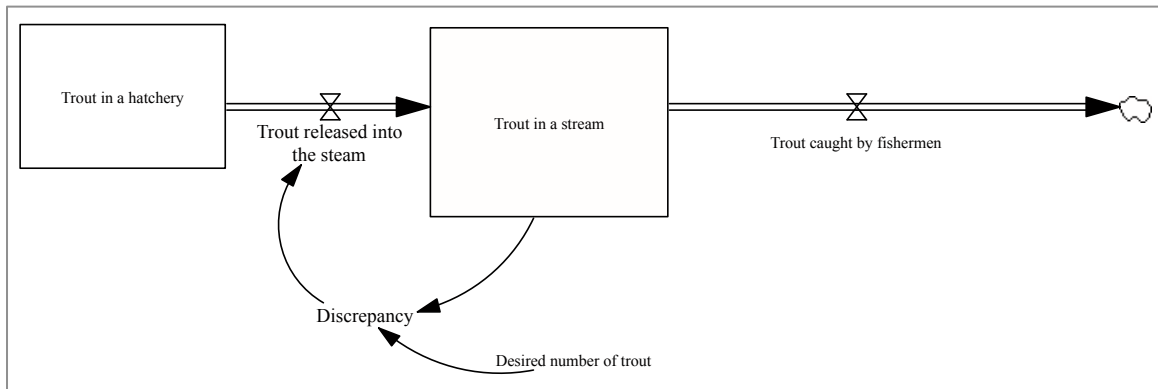 Trout in a hatchery
Trout released into
the steam
Trout in a stream
Trout caught by fishermen
Discrepancy
Desired number of trout